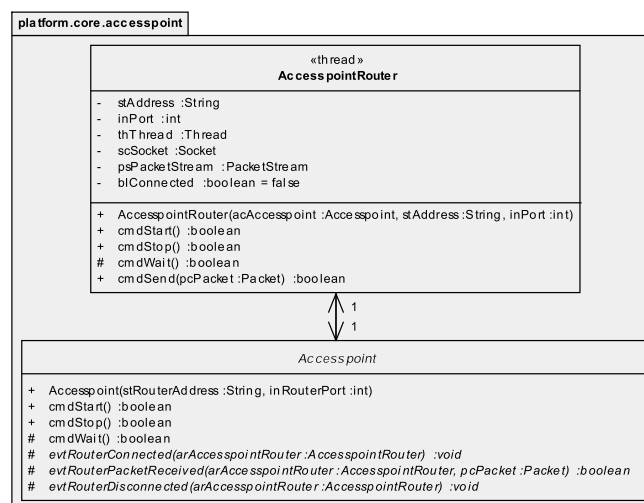 platform.core.accesspoint
«thread»
AccesspointRouter
- stAddress :String
- inPort :int
- thThread :Thread
- scSocket :Socket
- psPacketStream :PacketStream
- blConnected :boolean = false
+ AccesspointRouter(acAccesspoint :Accesspoint, stAddress :String, inPort :int)
+ cmdStart() :boolean
+ cmdStop() :boolean
# cmdWait() :boolean
+ cmdSend(pcPacket :Packet) :boolean
1
1
Accesspoint
+ Accesspoint(stRouterAddress :String, inRouterPort :int)
+ cmdStart() :boolean
+ cmdStop() :boolean
# cmdWait() :boolean
# evtRouterConnected(arAccesspointRouter :AccesspointRouter) :void
# evtRouterPacketReceived(arAccesspointRouter :AccesspointRouter, pcPacket :Packet) :boolean
# evtRouterDisconnected(arAccesspointRouter :AccesspointRouter) :void